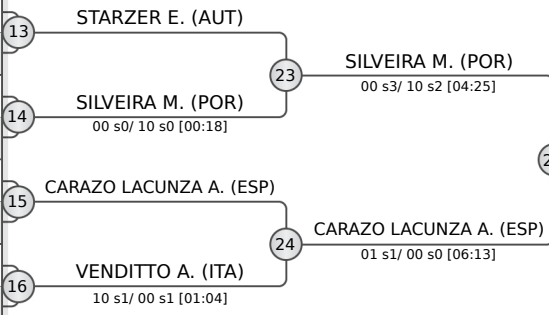 STARZER E. (AUT)
13
SILVEIRA M. (POR)
23
00 s3/ 10 s2 [04:25]
SILVEIRA M. (POR)
14
00 s0/ 10 s0 [00:18]
2
CARAZO LACUNZA A. (ESP)
15
CARAZO LACUNZA A. (ESP)
24
01 s1/ 00 s0 [06:13]
VENDITTO A. (ITA)
16
10 s1/ 00 s1 [01:04]